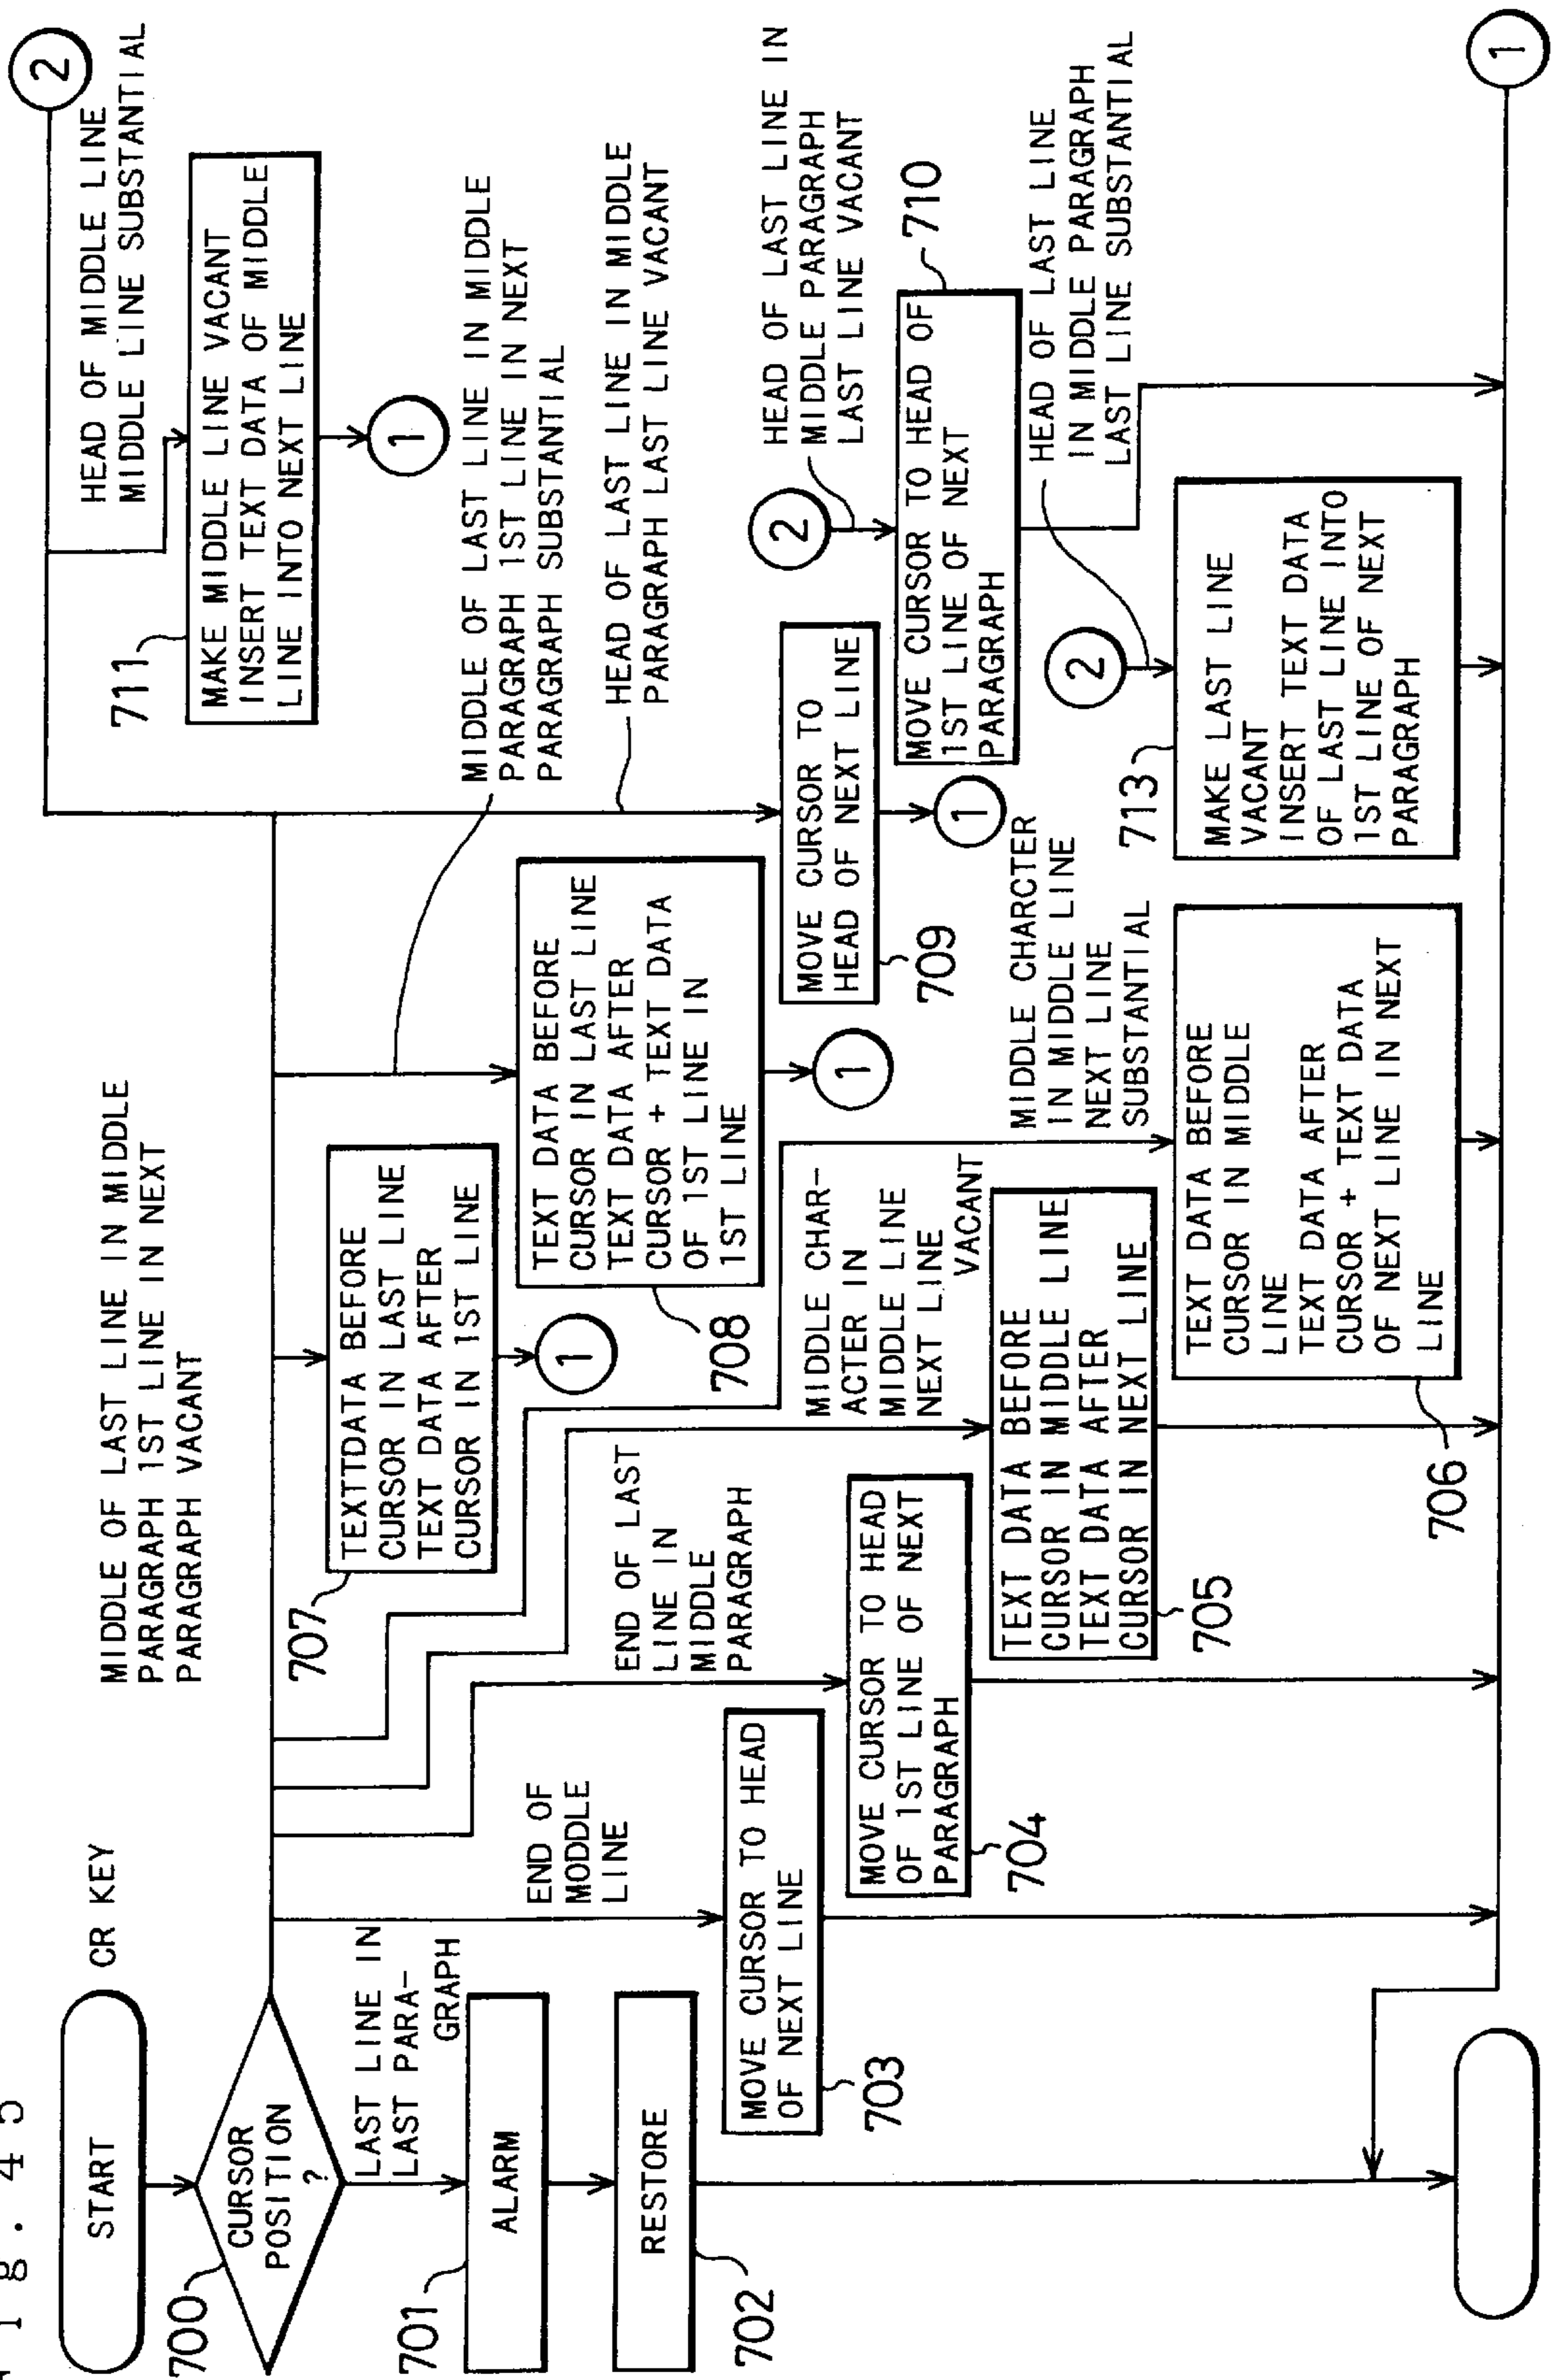 Fig. 45
START
CR KEY
700
CURSOR
POSITION
?
LAST LINE IN
LAST PARA-
GRAPH
701
ALARM
702
RESTORE
END OF
MODDLE
LINE
703
MOVE CURSOR TO HEAD
OF NEXT LINE
END OF LAST
LINE IN
MIDDLE
PARAGRAPH
704
MOVE CURSOR TO HEAD
OF 1ST LINE OF NEXT
PARAGRAPH
MIDDLE CHAR-
ACTER IN
MIDDLE LINE
NEXT LINE
VACANT
705
TEXT DATA BEFORE
CURSOR IN MIDDLE LINE
TEXT DATA AFTER
CURSOR IN NEXT LINE
MIDDLE CHARCTER
IN MIDDLE LINE
NEXT LINE
SUBSTANTIAL
706
TEXT DATA BEFORE
CURSOR IN MIDDLE
LINE
TEXT DATA AFTER
CURSOR + TEXT DATA
OF NEXT LINE IN NEXT
LINE
MIDDLE OF LAST LINE IN MIDDLE
PARAGRAPH 1ST LINE IN NEXT
PARAGRAPH VACANT
707
TEXTTDATA BEFORE
CURSOR IN LAST LINE
TEXT DATA AFTER
CURSOR IN 1ST LINE
1
MIDDLE OF LAST LINE IN MIDDLE
PARAGRAPH 1ST LINE IN NEXT
PARAGRAPH SUBSTANTIAL
708
TEXT DATA BEFORE
CURSOR IN LAST LINE
TEXT DATA AFTER
CURSOR + TEXT DATA
OF 1ST LINE IN
1ST LINE
1
HEAD OF LAST LINE IN MIDDLE
PARAGRAPH LAST LINE VACANT
709
MOVE CURSOR TO
HEAD OF NEXT LINE
1
2
HEAD OF MIDDLE LINE
MIDDLE LINE SUBSTANTIAL
711
MAKE MIDDLE LINE VACANT
INSERT TEXT DATA OF MIDDLE
LINE INTO NEXT LINE
1
2
HEAD OF LAST LINE IN
MIDDLE PARAGRAPH
LAST LINE VACANT
710
MOVE CURSOR TO HEAD OF
1ST LINE OF NEXT
PARAGRAPH
2
HEAD OF LAST LINE
IN MIDDLE PARAGRAPH
LAST LINE SUBSTANTIAL
713
MAKE LAST LINE
VACANT
INSERT TEXT DATA
OF LAST LINE INTO
1ST LINE OF NEXT
PARAGRAPH
1